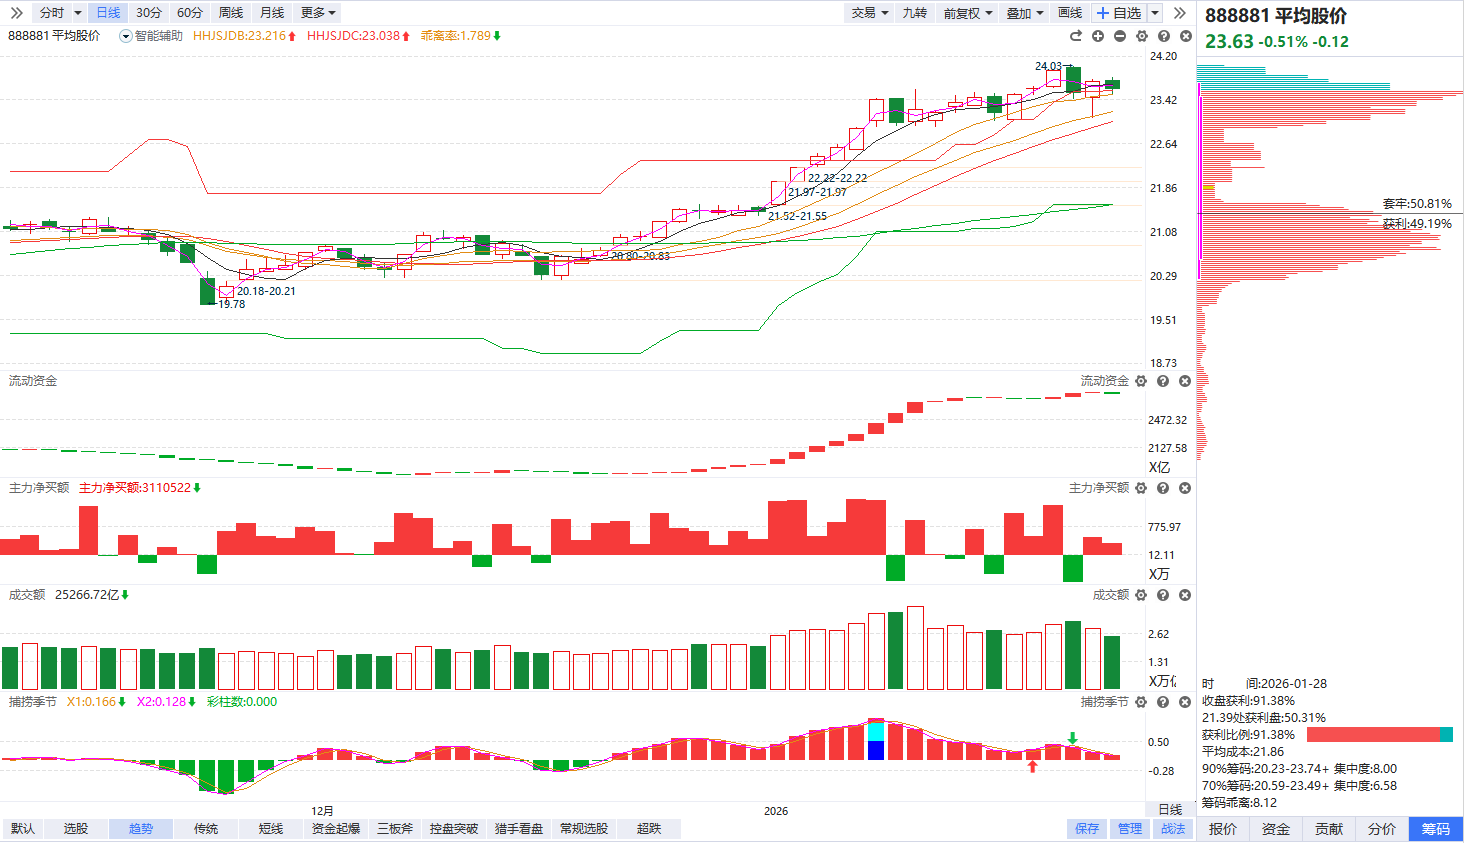 分时 日线 30分 60分 周线 月线 更多 交易 九转 前复权 叠加 画线 + 自选
888881 平均股价 智能辅助 HHJSJDB:23.216 HHJSJDC:23.038 乖离率:1.789
24.20
23.42
22.64
21.86
21.08
20.29
19.51
18.73
24.03
22.22-22.22
21.97-21.97
21.52-21.55
20.80-20.83
20.18-20.21
19.78
流动资金 流动资金
2472.32
2127.58
X亿
主力净买额 主力净买额:3110522 主力净买额
775.97
12.11
X万
成交额 25266.72亿 成交额
2.62
1.31
X万亿
捕捞季节 X1:0.166 X2:0.128 彩柱数:0.000 捕捞季节
0.50
-0.28
12月 2026 日线
默认 选股 趋势 传统 短线 资金起爆 三板斧 控盘突破 猎手看盘 常规选股 超跌 保存 管理 战法
888881 平均股价
23.63 -0.51% -0.12
套牢:50.81%
获利:49.19%
时 间:2026-01-28
收盘获利:91.38%
21.39处获利盘:50.31%
获利比例:91.38%
平均成本:21.86
90%筹码:20.23-23.74+ 集中度:8.00
70%筹码:20.59-23.49+ 集中度:6.58
筹码乖离:8.12
报价 资金 贡献 分价 筹码